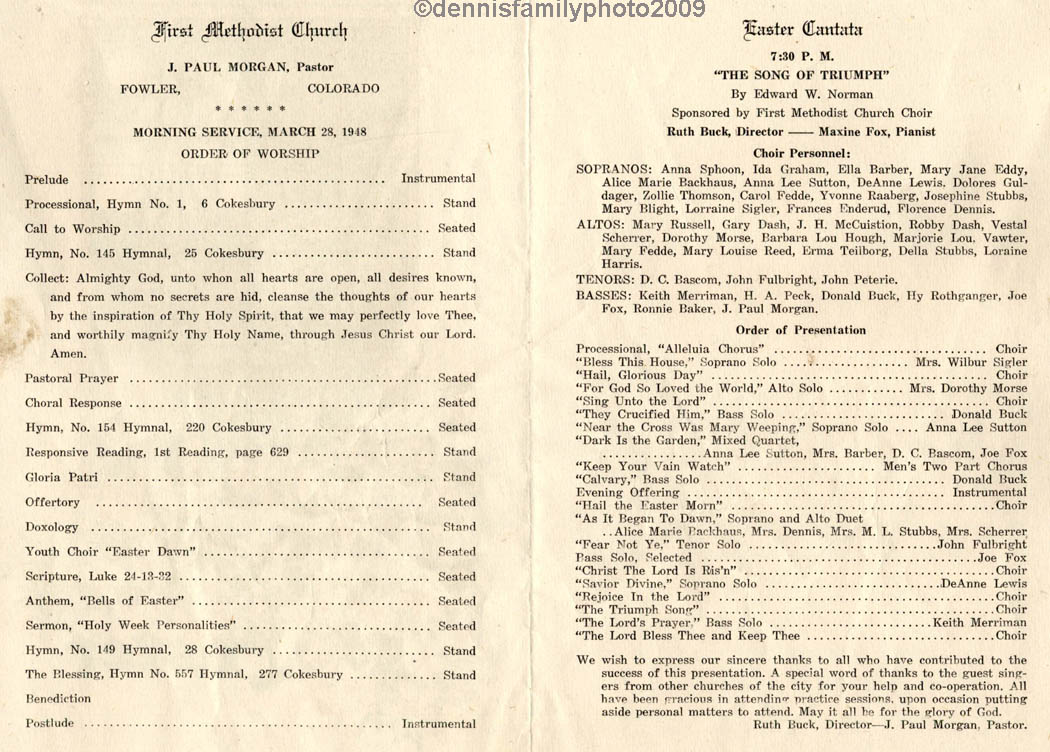 ©dennisfamilyphoto2009
First Methodist Church
J. PAUL MORGAN, Pastor
FOWLER, COLORADO
* * * * * *
MORNING SERVICE, MARCH 28, 1948
ORDER OF WORSHIP
Prelude ........................................ Instrumental
Processional, Hymn No. 1, 6 Cokesbury ........................ Stand
Call to Worship ........................................ Seated
Hymn, No. 145 Hymnal, 25 Cokesbury ........................ Stand
Collect: Almighty God, unto whon all hearts are open, all desires known,
and from whom no secrets are hid, cleanse the thoughts of our hearts
by the inspiration of Thy Holy Spirit, that we may perfectly love Thee,
and worthily magnify Thy Holy Name, through Jesus Christ our Lord.
Amen.
Pastoral Prayer ........................................ Seated
Choral Response ........................................ Seated
Hymn, No. 154 Hymnal, 220 Cokesbury ........................ Seated
Responsive Reading, 1st Reading, page 629 .................... Stand
Gloria Patri ........................................ Stand
Offertory ........................................ Seated
Doxology ........................................ Stand
Youth Choir “Easter Dawn” .............................. Seated
Scripture, Luke 24-13-32 .............................. Seated
Anthem, “Bells of Easter” .............................. Seated
Sermon, “Holy Week Personalities” ........................ Seated
Hymn, No. 149 Hymnal, 28 Cokesbury ........................ Stand
The Blessing, Hymn No. 557 Hymnal, 277 Cokesbury ............ Stand
Benediction
Postlude ........................................ Instrumental
Easter Cantata
7:30 P. M.
“THE SONG OF TRIUMPH”
By Edward W. Norman
Sponsored by First Methodist Church Choir
Ruth Buck, Director —— Maxine Fox, Pianist
Choir Personnel:
SOPRANOS: Anna Sphoon, Ida Graham, Ella Barber, Mary Jane Eddy,
Alice Marie Backhaus, Anna Lee Sutton, DeAnne Lewis. Dolores Gul-
dager, Zollie Thomson, Carol Fedde, Yvonne Raaberg, Josephine Stubbs,
Mary Blight, Lorraine Sigler, Frances Enderud, Florence Dennis.
ALTOS: Mary Russell, Gary Dash, J. H. McCuistion, Robby Dash, Vestal
Scherrer, Dorothy Morse, Barbara Lou Hough, Marjorie Lou. Vawter,
Mary Fedde, Mary Louise Reed, Erma Teilborg, Della Stubbs, Loraine
Harris.
TENORS: D. C. Bascom, John Fulbright, John Peterie.
BASSES: Keith Merriman, H. A. Peck, Donald Buck, Hy Rothganger, Joe
Fox, Ronnie Baker, J. Paul Morgan.
Order of Presentation
Processional, “Alleluia Chorus” .............................. Choir
“Bless This House,” Soprano Solo .................... Mrs. Wilbur Sigler
“Hail, Glorious Day” ........................................ Choir
“For God So Loved the World,” Alto Solo ............ Mrs. Dorothy Morse
“Sing Unto the Lord” ........................................ Choir
“They Crucified Him,” Bass Solo ........................ Donald Buck
“Near the Cross Was Mary Weeping,” Soprano Solo .... Anna Lee Sutton
“Dark Is the Garden,” Mixed Quartet,
................Anna Lee Sutton, Mrs. Barber, D. C. Bascom, Joe Fox
“Keep Your Vain Watch” .................... Men's Two Part Chorus
“Calvary,” Bass Solo .............................. Donald Buck
Evening Offering .............................. Instrumental
“Hail the Easter Morn” ........................................Choir
“As It Began To Dawn,” Soprano and Alto Duet
..Alice Marie Backhaus, Mrs. Dennis, Mrs. M. L. Stubbs, Mrs. Scherrer
“Fear Not Ye,” Tenor Solo ..............................John Fulbright
Bass Solo, Selected ........................................Joe Fox
“Christ The Lord Is Ris'n” ..............................Choir
“Savior Divine,” Soprano Solo .........................DeAnne Lewis
“Rejoice In the Lord” ........................................Choir
“The Triumph Song” ........................................Choir
“The Lord's Prayer,” Bass Solo .........................Keith Merriman
“The Lord Bless Thee and Keep Thee ..............................Choir
We wish to express our sincere thanks to all who have contributed to the
success of this presentation. A special word of thanks to the guest sing-
ers from other churches of the city for your help and co-operation. All
have been gracious in attending practice sessions, upon occasion putting
aside personal matters to attend. May it all be for the glory of God.
Ruth Buck, Director—J. Paul Morgan, Pastor.